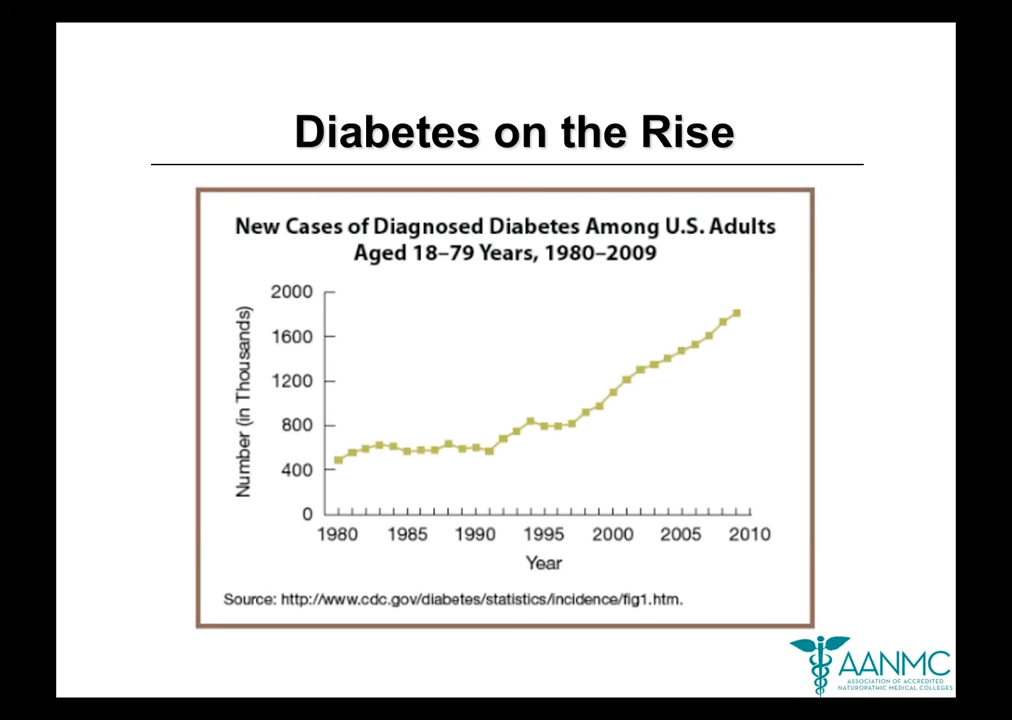 Diabetes on the Rise
New Cases of Diagnosed Diabetes Among U.S. Adults
Aged 18–79 Years, 1980–2009
Number (in Thousands)
2000
1600
1200
800
400
0
1980 1985 1990 1995 2000 2005 2010
Year
Source: http://www.cdc.gov/diabetes/statistics/incidence/fig1.htm.
AANMC
ASSOCIATION OF ACCREDITED
NATUROPATHIC MEDICAL COLLEGES